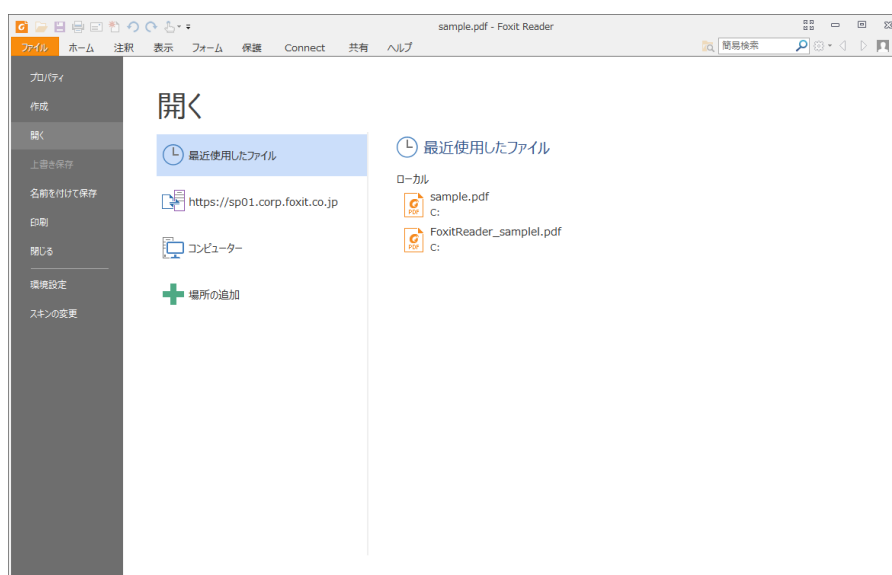 sample.pdf - Foxit Reader
ファイル ホーム 注釈 表示 フォーム 保護 Connect 共有 ヘルプ 簡易検索
プロパティ
作成
開く
上書き保存
名前を付けて保存
印刷
閉じる
環境設定
スキンの変更
開く
最近使用したファイル
https://sp01.corp.foxit.co.jp
コンピューター
場所の追加
最近使用したファイル
ローカル
sample.pdf
PDF C:
FoxitReader_samplel.pdf
PDF C: